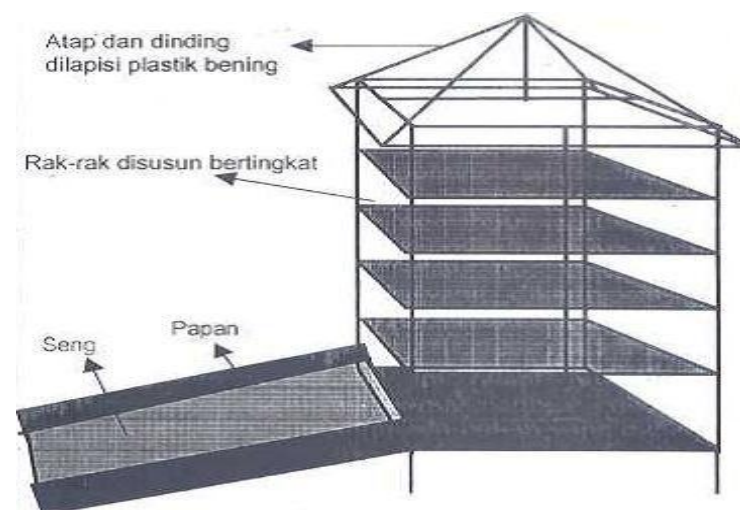 Atap dan dinding
dilapisi plastik bening
Rak-rak disusun bertingkat
Papan
Seng